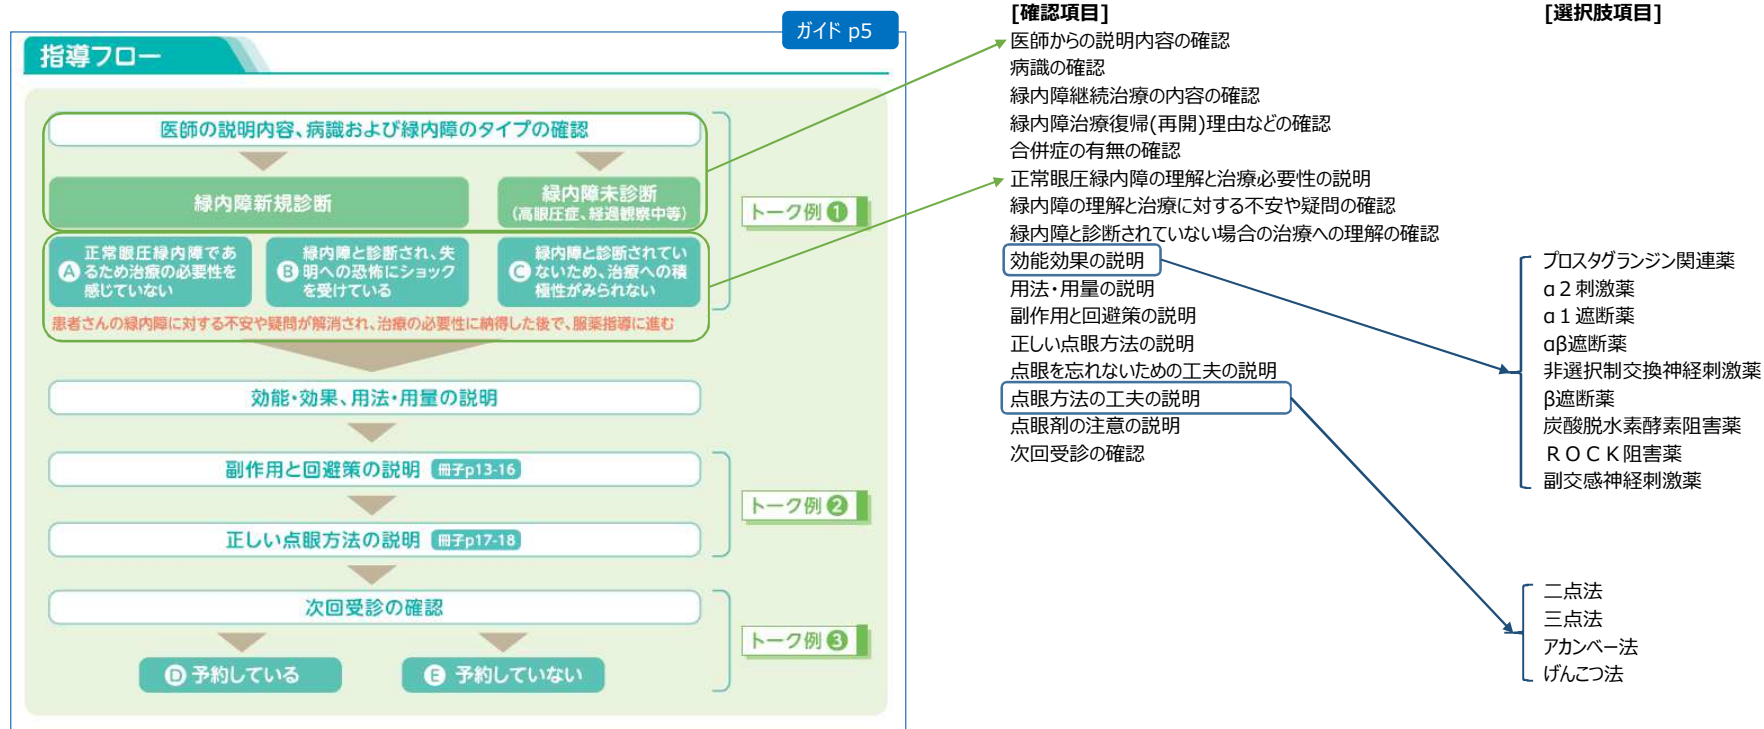 ガイド p5
指導フロー
医師の説明内容、病識および緑内障のタイプの確認
緑内障新規診断
緑内障未診断
(高眼圧症、経過観察中等)
トーク例 1
A 正常眼圧緑内障であ
るため治療の必要性を
感じていない
B 緑内障と診断され、失
明への恐怖にショック
を受けている
C 緑内障と診断されてい
ないため、治療への積
極性がみられない
患者さんの緑内障に対する不安や疑問が解消され、治療の必要性に納得した後で、服薬指導に進む
効能・効果、用法・用量の説明
副作用と回避策の説明 冊子p13-16
トーク例 2
正しい点眼方法の説明 冊子p17-18
次回受診の確認
トーク例 3
D 予約している
E 予約していない
[確認項目]
医師からの説明内容の確認
病識の確認
緑内障継続治療の内容の確認
緑内障治療復帰(再開)理由などの確認
合併症の有無の確認
正常眼圧緑内障の理解と治療必要性の説明
緑内障の理解と治療に対する不安や疑問の確認
緑内障と診断されていない場合の治療への理解の確認
効能効果の説明
用法・用量の説明
副作用と回避策の説明
正しい点眼方法の説明
点眼を忘れないための工夫の説明
点眼方法の工夫の説明
点眼剤の注意の説明
次回受診の確認
[選択肢項目]
プロスタグランジン関連薬
α2刺激薬
α1遮断薬
αβ遮断薬
非選択制交換神経刺激薬
β遮断薬
炭酸脱水素酵素阻害薬
ROCK阻害薬
副交感神経刺激薬
二点法
三点法
アカンベー法
げんこつ法